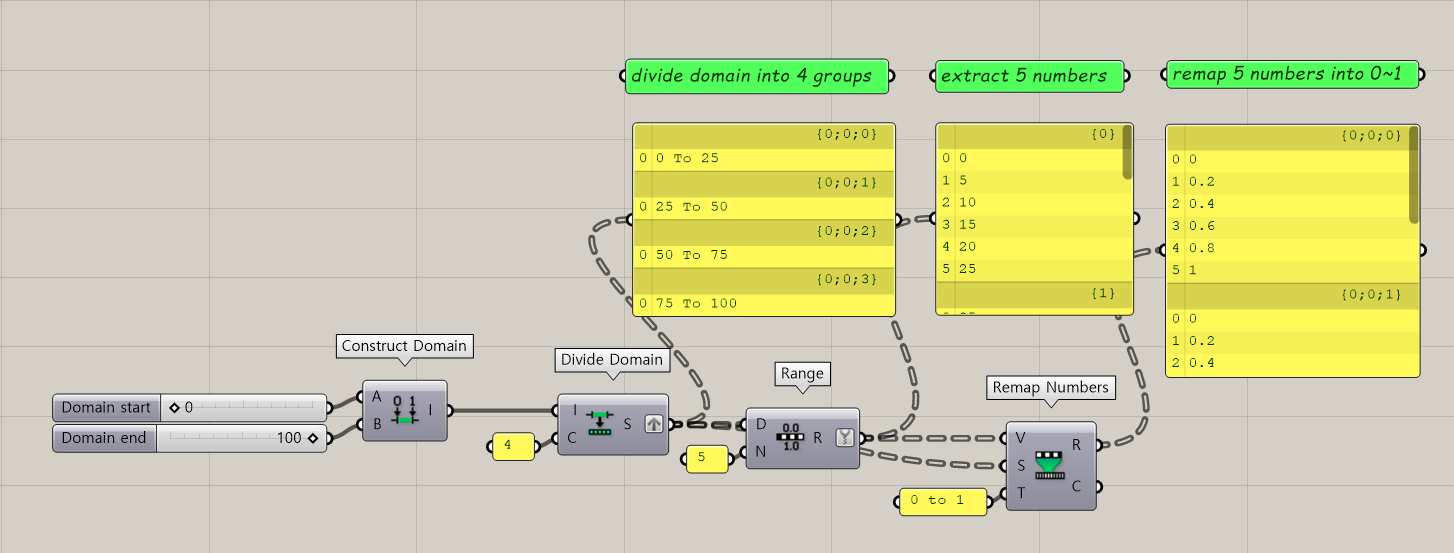 divide domain into 4 groups
extract 5 numbers
remap 5 numbers into 0~1
{0;0;0}
0 0 To 25
{0;0;1}
0 25 To 50
{0;0;2}
0 50 To 75
{0;0;3}
0 75 To 100
{0}
0 0
1 5
2 10
3 15
4 20
5 25
{1}
{0;0;0}
0 0
1 0.2
2 0.4
3 0.6
4 0.8
5 1
{0;0;1}
0 0
1 0.2
2 0.4
Construct Domain
Divide Domain
Range
Remap Numbers
Domain start
0
Domain end
100
A
B
0 1
I
4
I
C
S
5
D
N
0.0
1.0
R
0 to 1
V
S
T
R
C